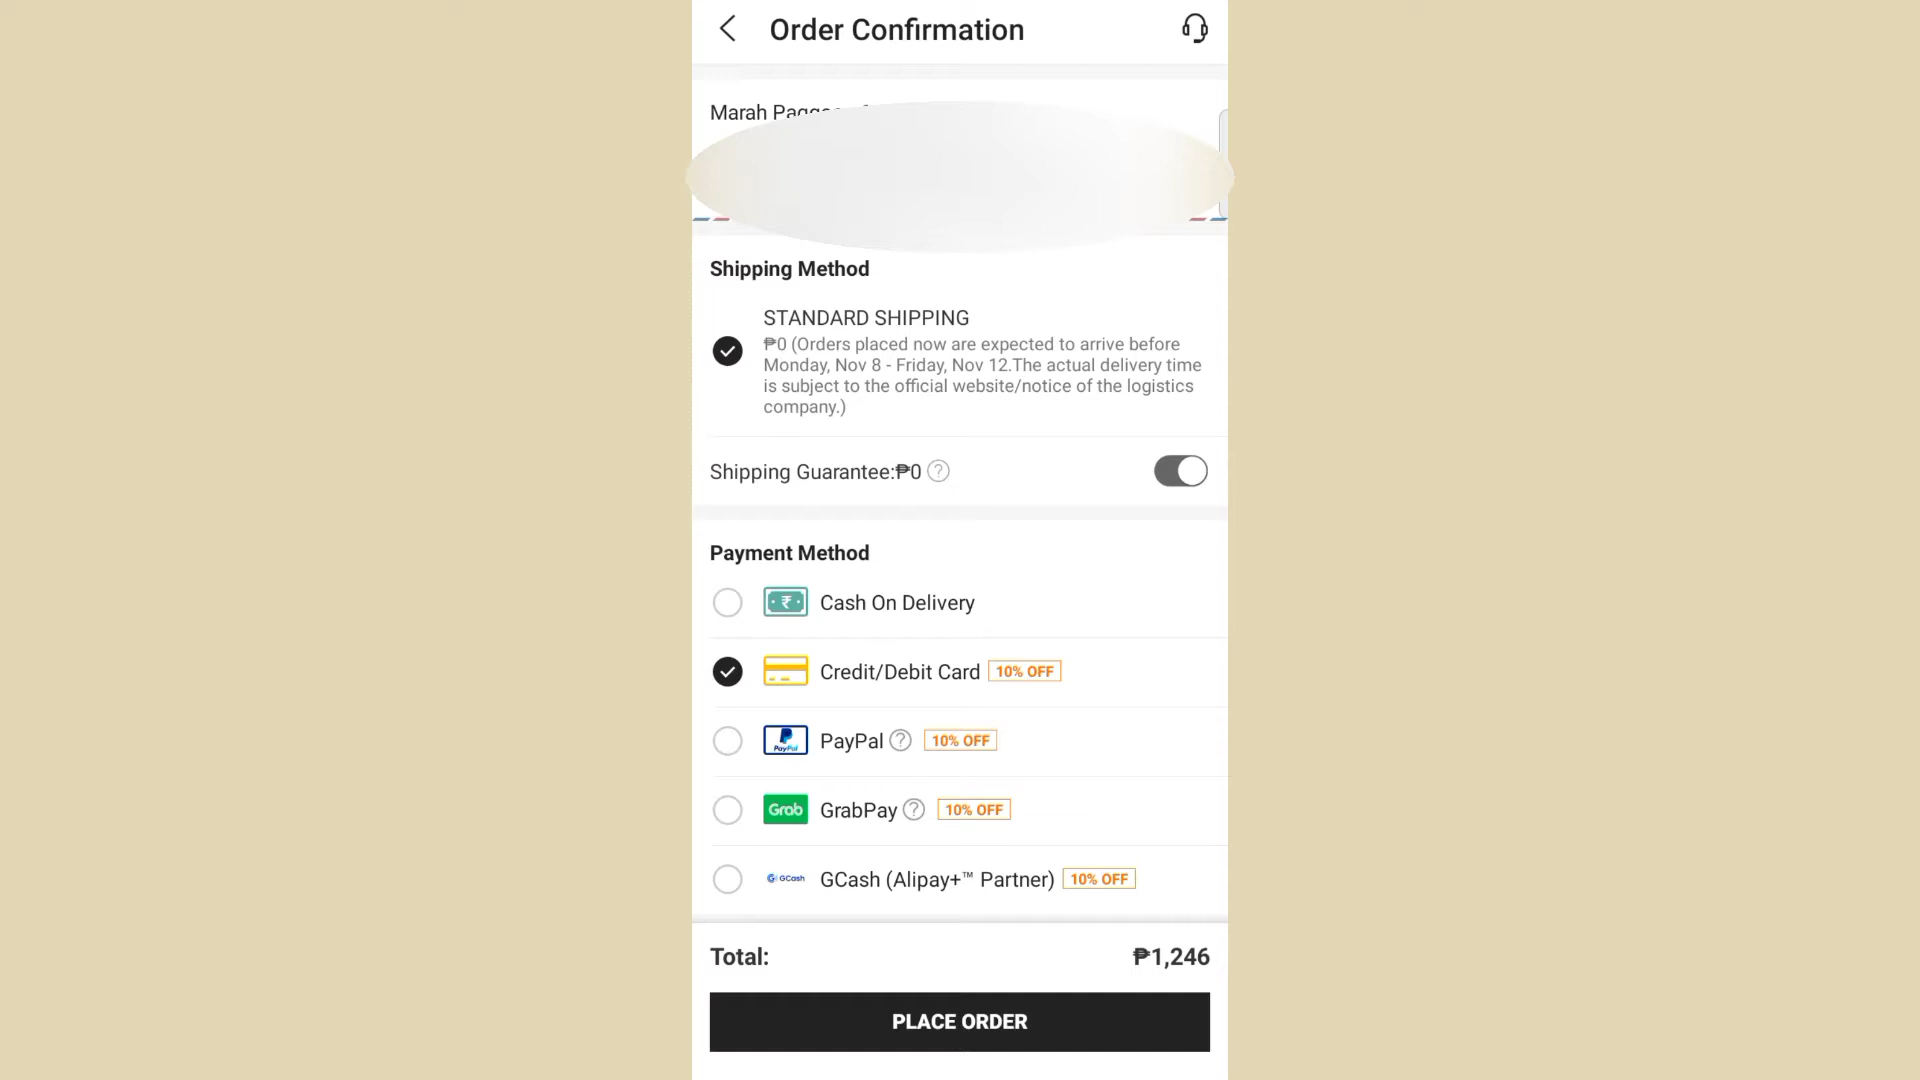 Order Confirmation
Marah
Shipping Method
STANDARD SHIPPING
₱0 (Orders placed now are expected to arrive before
Monday, Nov 8 - Friday, Nov 12.The actual delivery time
is subject to the official website/notice of the logistics
company.)
Shipping Guarantee:₱0 ?
Payment Method
₹ Cash On Delivery
Credit/Debit Card 10% OFF
PayPal PayPal ? 10% OFF
Grab GrabPay ? 10% OFF
GCash GCash (Alipay+™ Partner) 10% OFF
Total: ₱1,246
PLACE ORDER